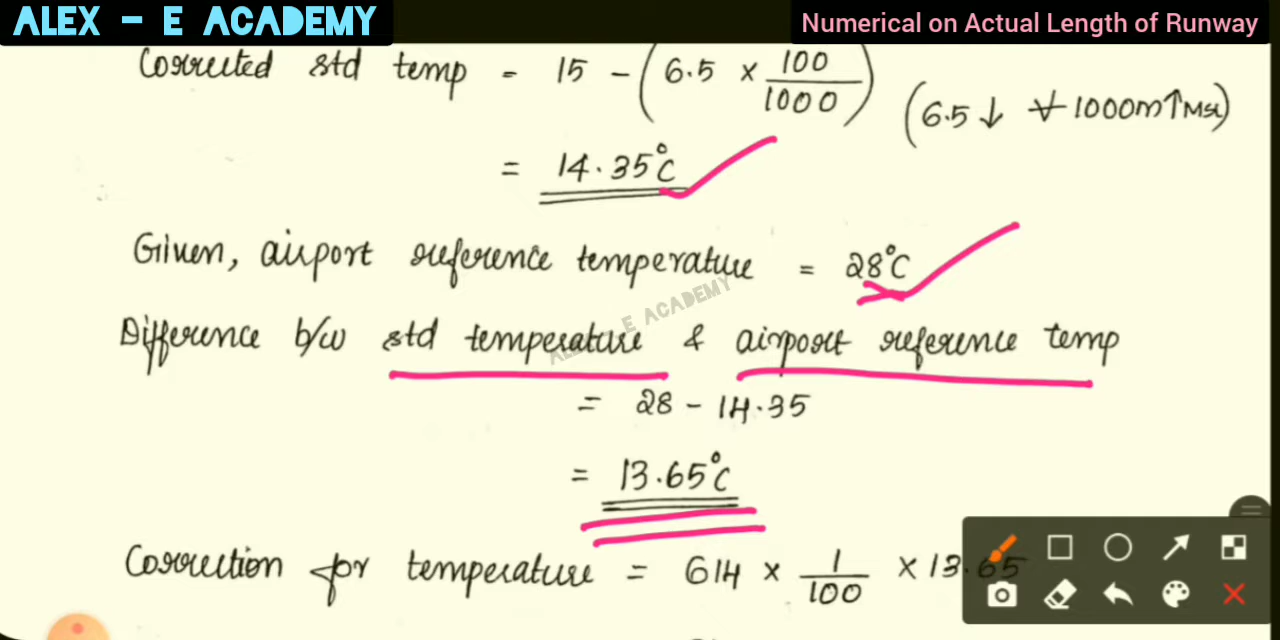 ALEX - E ACADEMY
Numerical on Actual Length of Runway
Corrected std temp = 15 - (6.5 × 100/1000) (6.5↓ ∀ 1000m↑MSL)
= 14.35°C
Given, airport reference temperature = 28°C
Difference b/w std temperature & airport reference temp
= 28 - 14.35
= 13.65°C
Correction for temperature = 614 × 1/100 × 13.65
ALEX - E ACADEMY